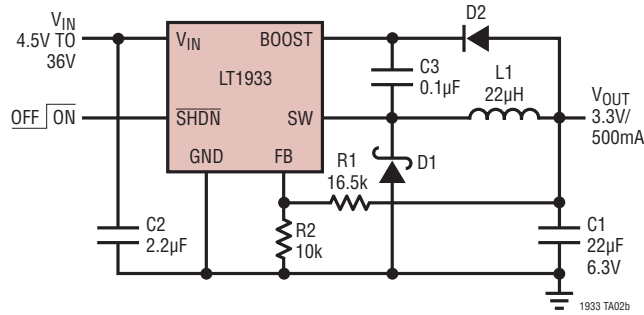 V_IN
4.5V TO
36V
V_IN
BOOST
LT1933
SHDN
SW
GND
FB
OFF ON
D2
C3
0.1µF
L1
22µH
V_OUT
3.3V/
500mA
R1
16.5k
D1
R2
10k
C2
2.2µF
C1
22µF
6.3V
1933 TA02b